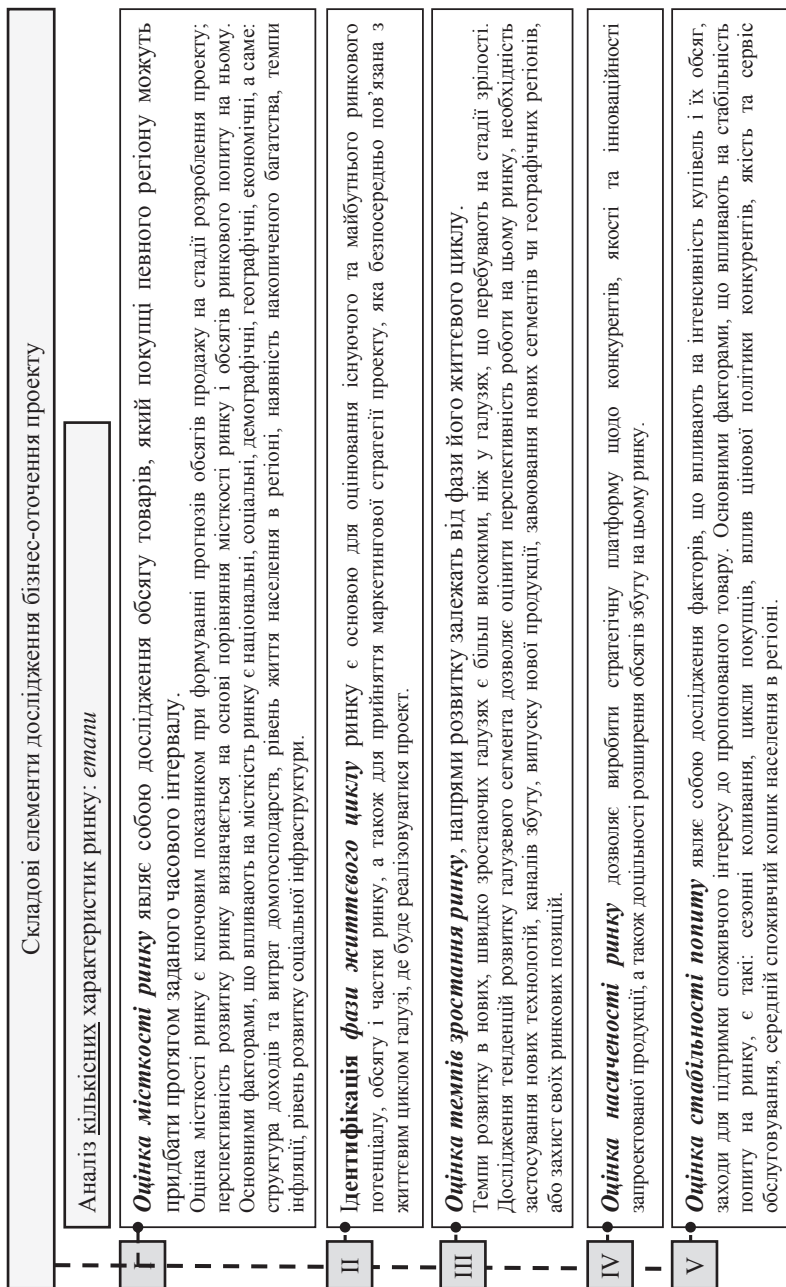 Складові елементи дослідження бізнес-оточення проекту
Аналіз кількісних характеристик ринку: етапи
I
Оцінка місткості ринку являє собою дослідження обсягу товарів, який покупці певного регіону можуть
придбати протягом заданого часового інтервалу.
Оцінка місткості ринку є ключовим показником при формуванні прогнозів обсягів продажу на стадії розроблення проекту;
перспективність розвитку ринку визначається на основі порівняння місткості ринку і обсягів ринкового попиту на ньому.
Основними факторами, що впливають на місткість ринку є національні, соціальні, демографічні, географічні, економічні, а саме:
структура доходів та витрат домогосподарств, рівень життя населення в регіоні, наявність накопиченого багатства, темпи
інфляції, рівень розвитку соціальної інфраструктури.
II
Ідентифікація фази життєвого циклу ринку є основою для оцінювання існуючого та майбутнього ринкового
потенціалу, обсягу і частки ринку, а також для прийняття маркетингової стратегії проекту, яка безпосередньо пов’язана з
життєвим циклом галузі, де буде реалізовуватися проект.
III
Оцінка темпів зростання ринку, напрями розвитку залежать від фази його життєвого циклу.
Темпи розвитку в нових, швидко зростаючих галузях є більш високими, ніж у галузях, що перебувають на стадії зрілості.
Дослідження тенденцій розвитку галузевого сегмента дозволяє оцінити перспективність роботи на цьому ринку, необхідність
застосування нових технологій, каналів збуту, випуску нової продукції, завоювання нових сегментів чи географічних регіонів,
або захист своїх ринкових позицій.
IV
Оцінка насиченості ринку дозволяє виробити стратегічну платформу щодо конкурентів, якості та інноваційності
запроектованої продукції, а також доцільності розширення обсягів збуту на цьому ринку.
V
Оцінка стабільності попиту являє собою дослідження факторів, що впливають на інтенсивність купівель і їх обсяг,
заходи для підтримки споживчого інтересу до пропонованого товару. Основними факторами, що впливають на стабільність
попиту на ринку, є такі: сезонні коливання, цикли покупців, вплив цінової політики конкурентів, якість та сервіс
обслуговування, середній споживчий кошик населення в регіоні.